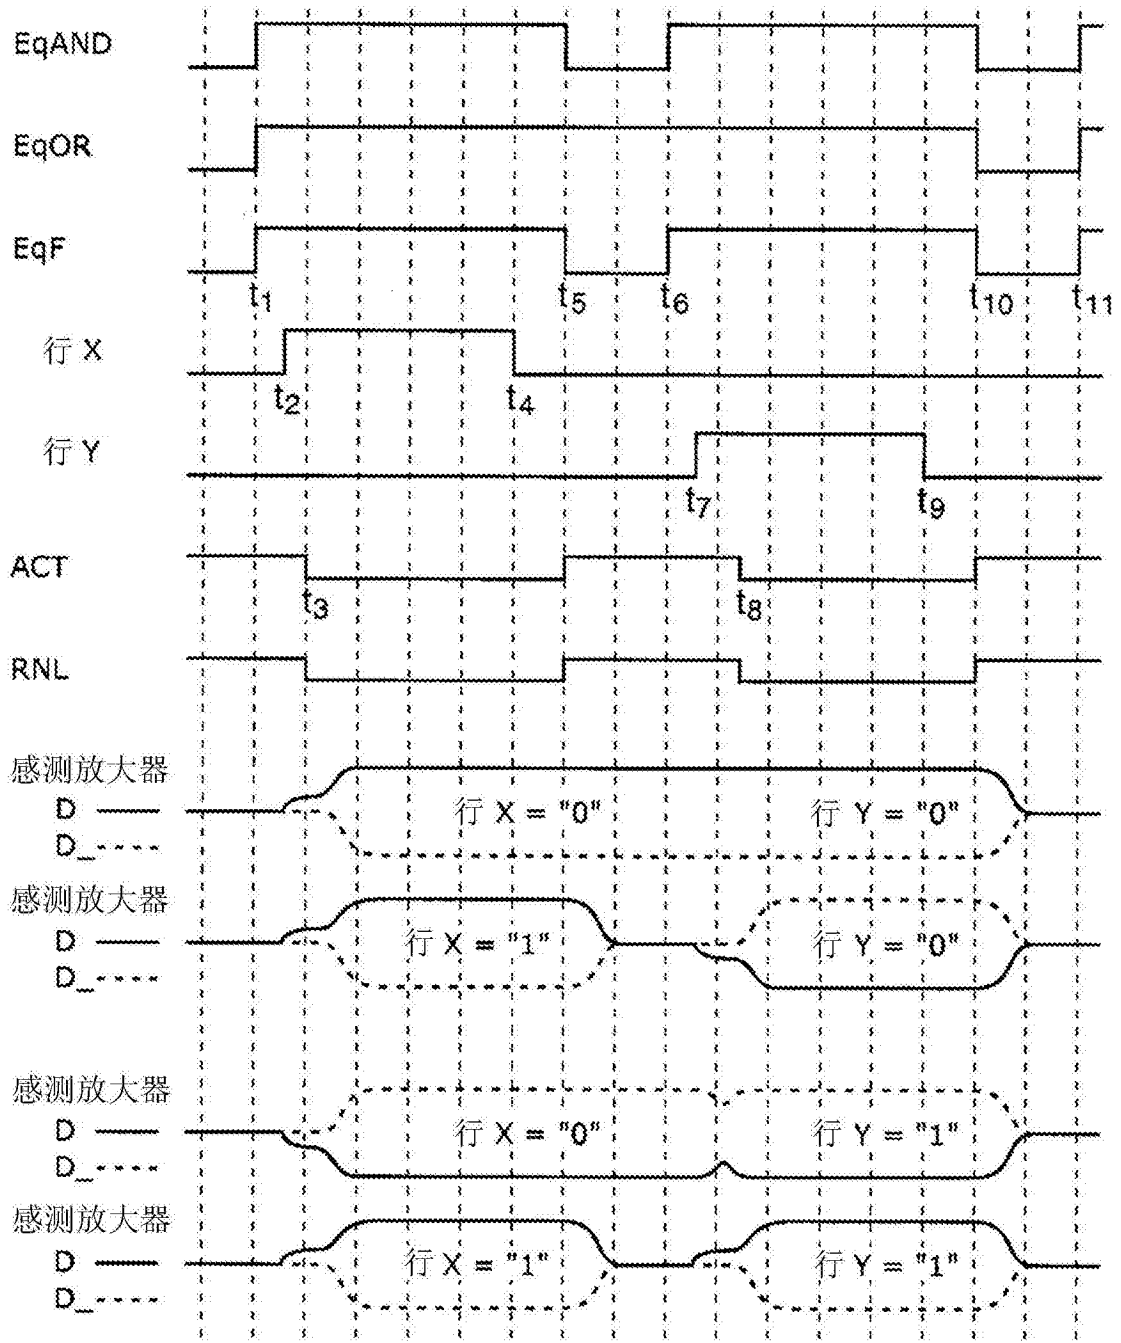 EqAND
EqOR
EqF
t1 t5 t6 t10 t11
行 X
t2 t4
行 Y
t7 t9
ACT
t3 t8
RNL
感测放大器
D
行 X = "0" 行 Y = "0"
D_
感测放大器
D
行 X = "1" 行 Y = "0"
D_
感测放大器
D
行 X = "0" 行 Y = "1"
D_
感测放大器
D
行 X = "1" 行 Y = "1"
D_